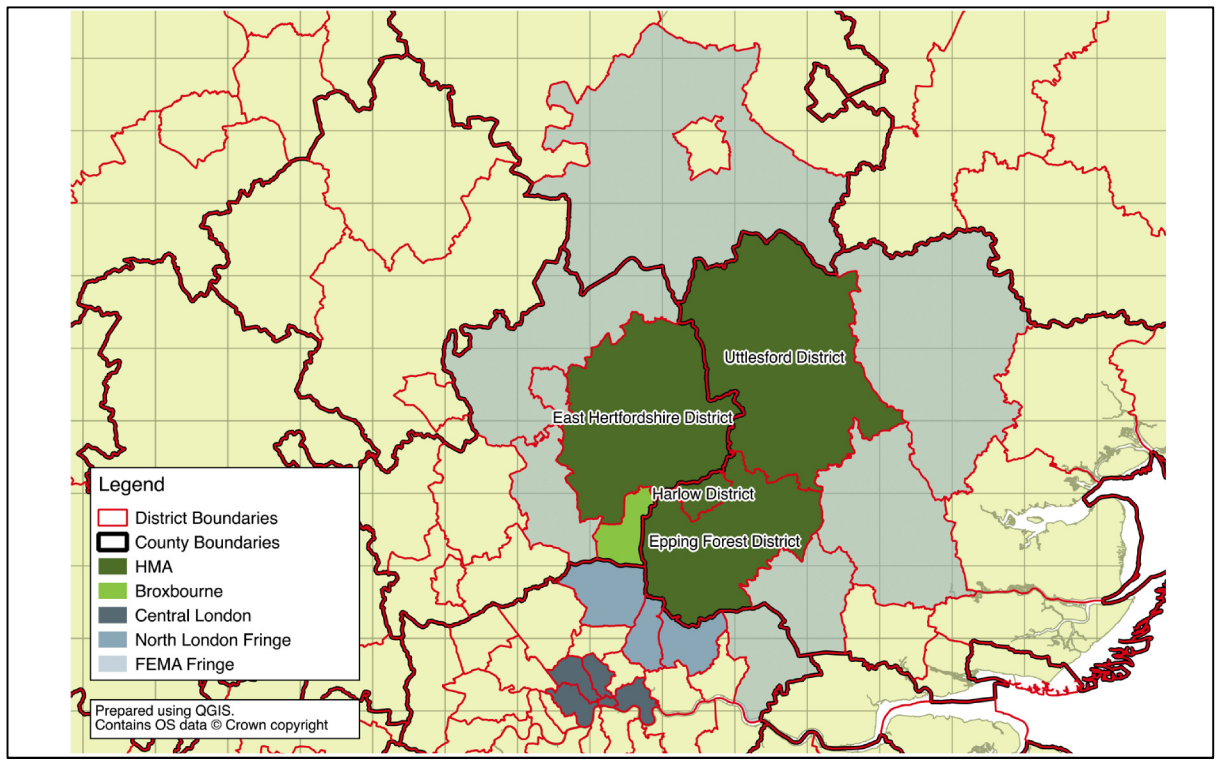 Uttlesford District
East Hertfordshire District
Harlow District
Epping Forest District
Legend
District Boundaries
County Boundaries
HMA
Broxbourne
Central London
North London Fringe
FEMA Fringe
Prepared using QGIS.
Contains OS data © Crown copyright